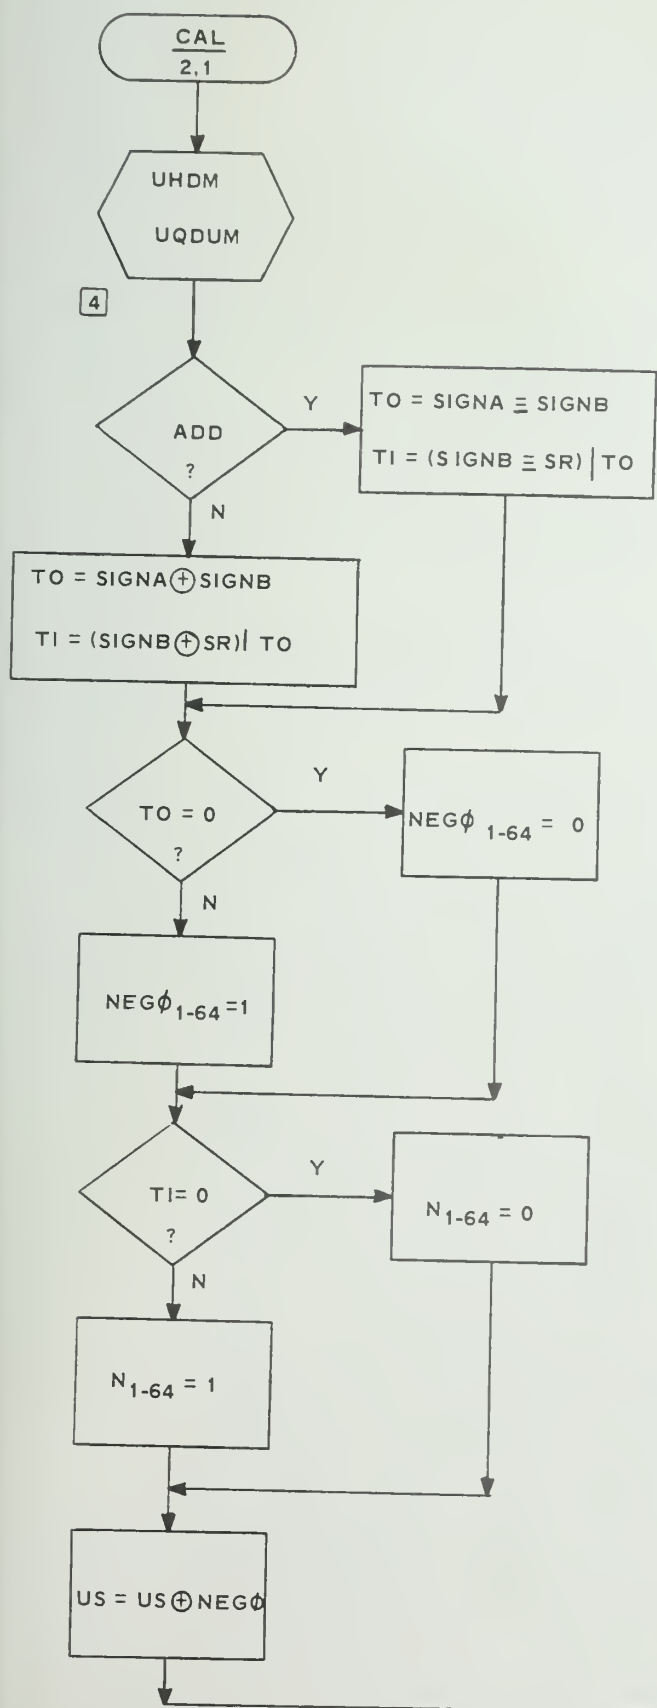 CAL
2,1
UHDM
UQDUM
4
ADD
?
Y
TO = SIGNA ≡ SIGNB
TI = (SIGNB ≡ SR) | TO
N
TO = SIGNA ⊕ SIGNB
TI = (SIGNB ⊕ SR) | TO
TO = 0
?
Y
NEGϕ 1-64 = 0
N
NEGϕ 1-64 = 1
TI = 0
?
Y
N 1-64 = 0
N
N 1-64 = 1
US = US ⊕ NEGϕ